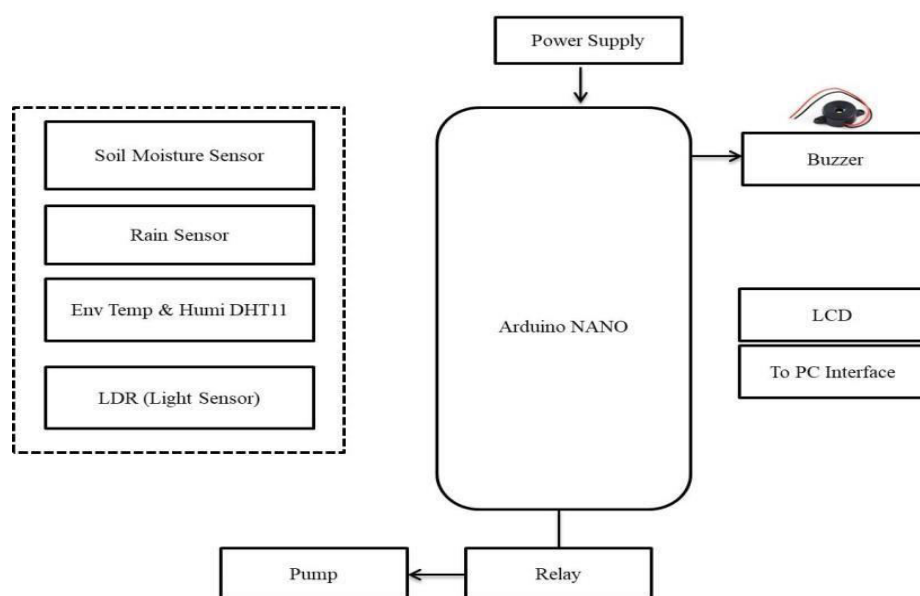 Power Supply
Soil Moisture Sensor
Rain Sensor
Env Temp & Humi DHT11
LDR (Light Sensor)
Arduino NANO
Buzzer
LCD
To PC Interface
Pump
Relay